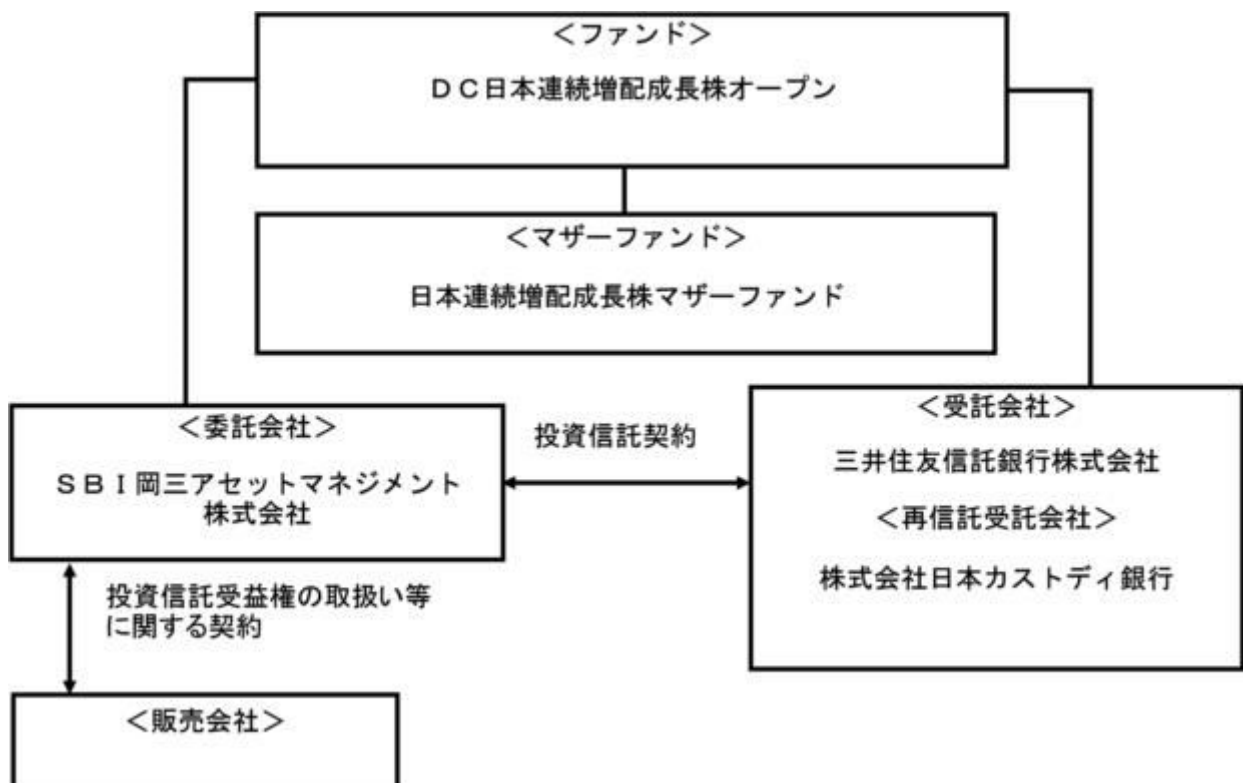 ＜ファンド＞
ＤＣ日本連続増配成長株オープン
＜マザーファンド＞
日本連続増配成長株マザーファンド
＜委託会社＞
ＳＢＩ岡三アセットマネジメント
株式会社
投資信託契約
＜受託会社＞
三井住友信託銀行株式会社
＜再信託受託会社＞
株式会社日本カストディ銀行
投資信託受益権の取扱い等
に関する契約
＜販売会社＞